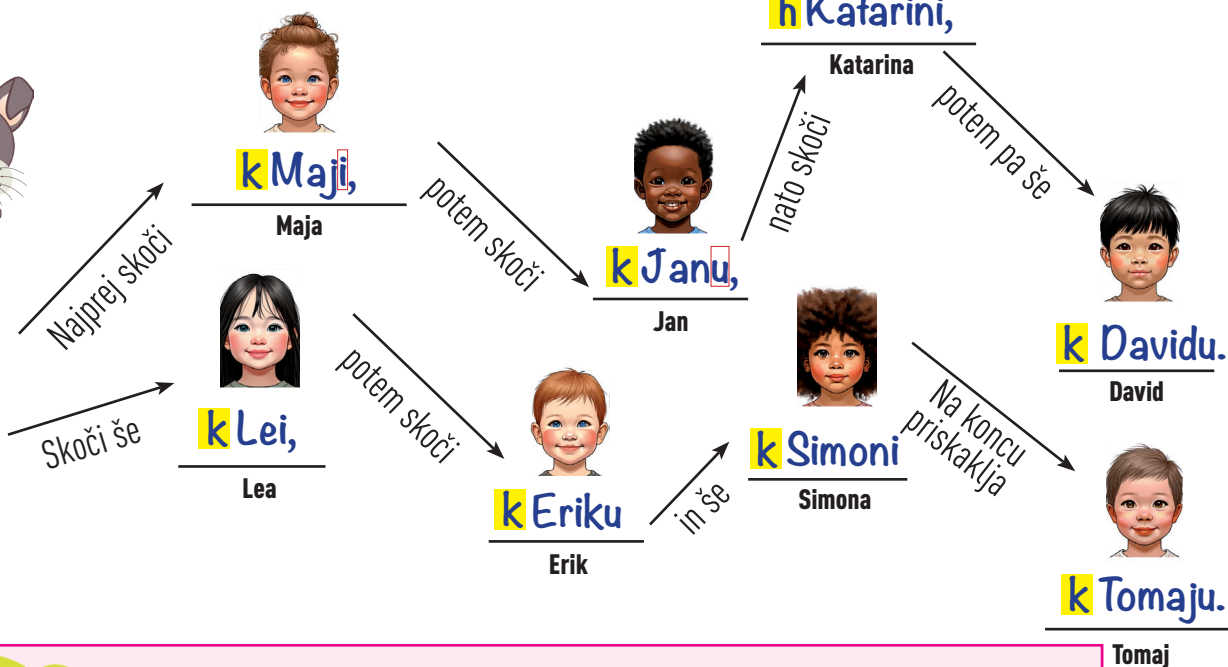 Najprej skoči
k Maji,
Maja
potem skoči
k Janu,
Jan
nato skoči
h Katarini,
Katarina
potem pa še
k Davidu.
David
Skoči še
k Lei,
Lea
potem skoči
k Eriku
Erik
in še
k Simoni
Simona
Na koncu
priskaklja
k Tomaju.
Tomaj